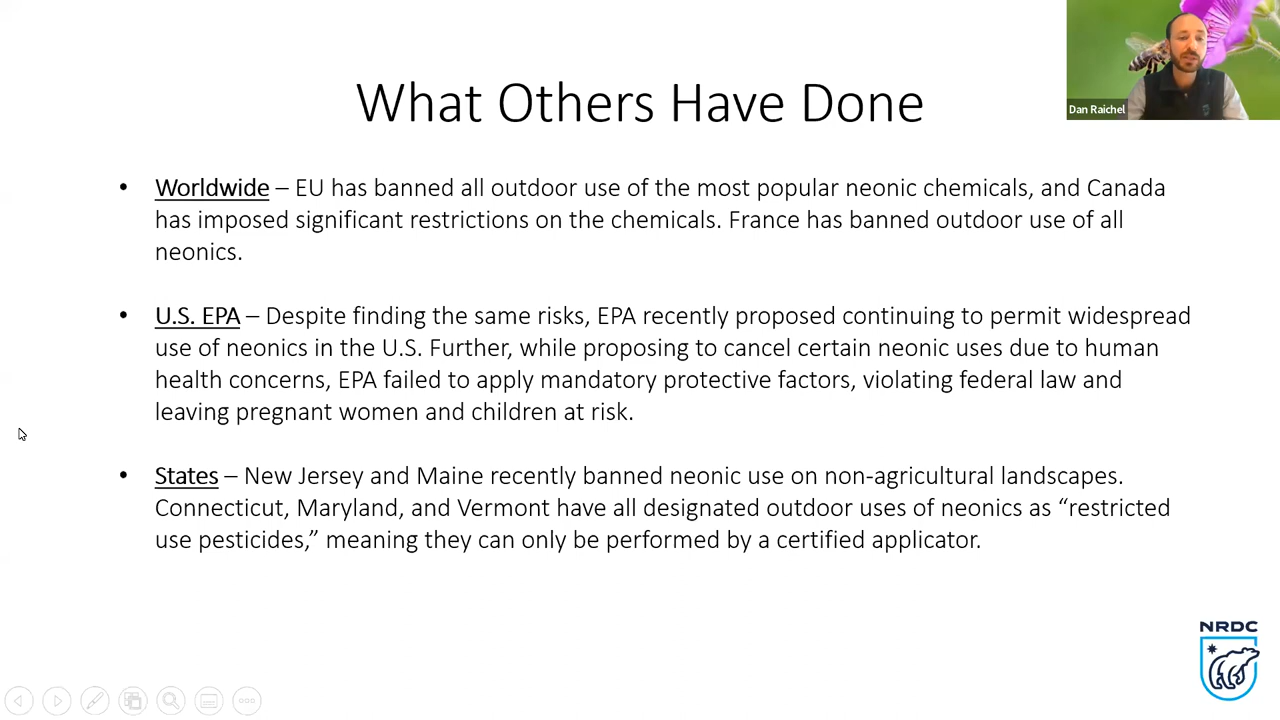 What Others Have Done
Dan Raichel
• Worldwide – EU has banned all outdoor use of the most popular neonic chemicals, and Canada
has imposed significant restrictions on the chemicals. France has banned outdoor use of all
neonics.
• U.S. EPA – Despite finding the same risks, EPA recently proposed continuing to permit widespread
use of neonics in the U.S. Further, while proposing to cancel certain neonic uses due to human
health concerns, EPA failed to apply mandatory protective factors, violating federal law and
leaving pregnant women and children at risk.
• States – New Jersey and Maine recently banned neonic use on non-agricultural landscapes.
Connecticut, Maryland, and Vermont have all designated outdoor uses of neonics as “restricted
use pesticides,” meaning they can only be performed by a certified applicator.
NRDC